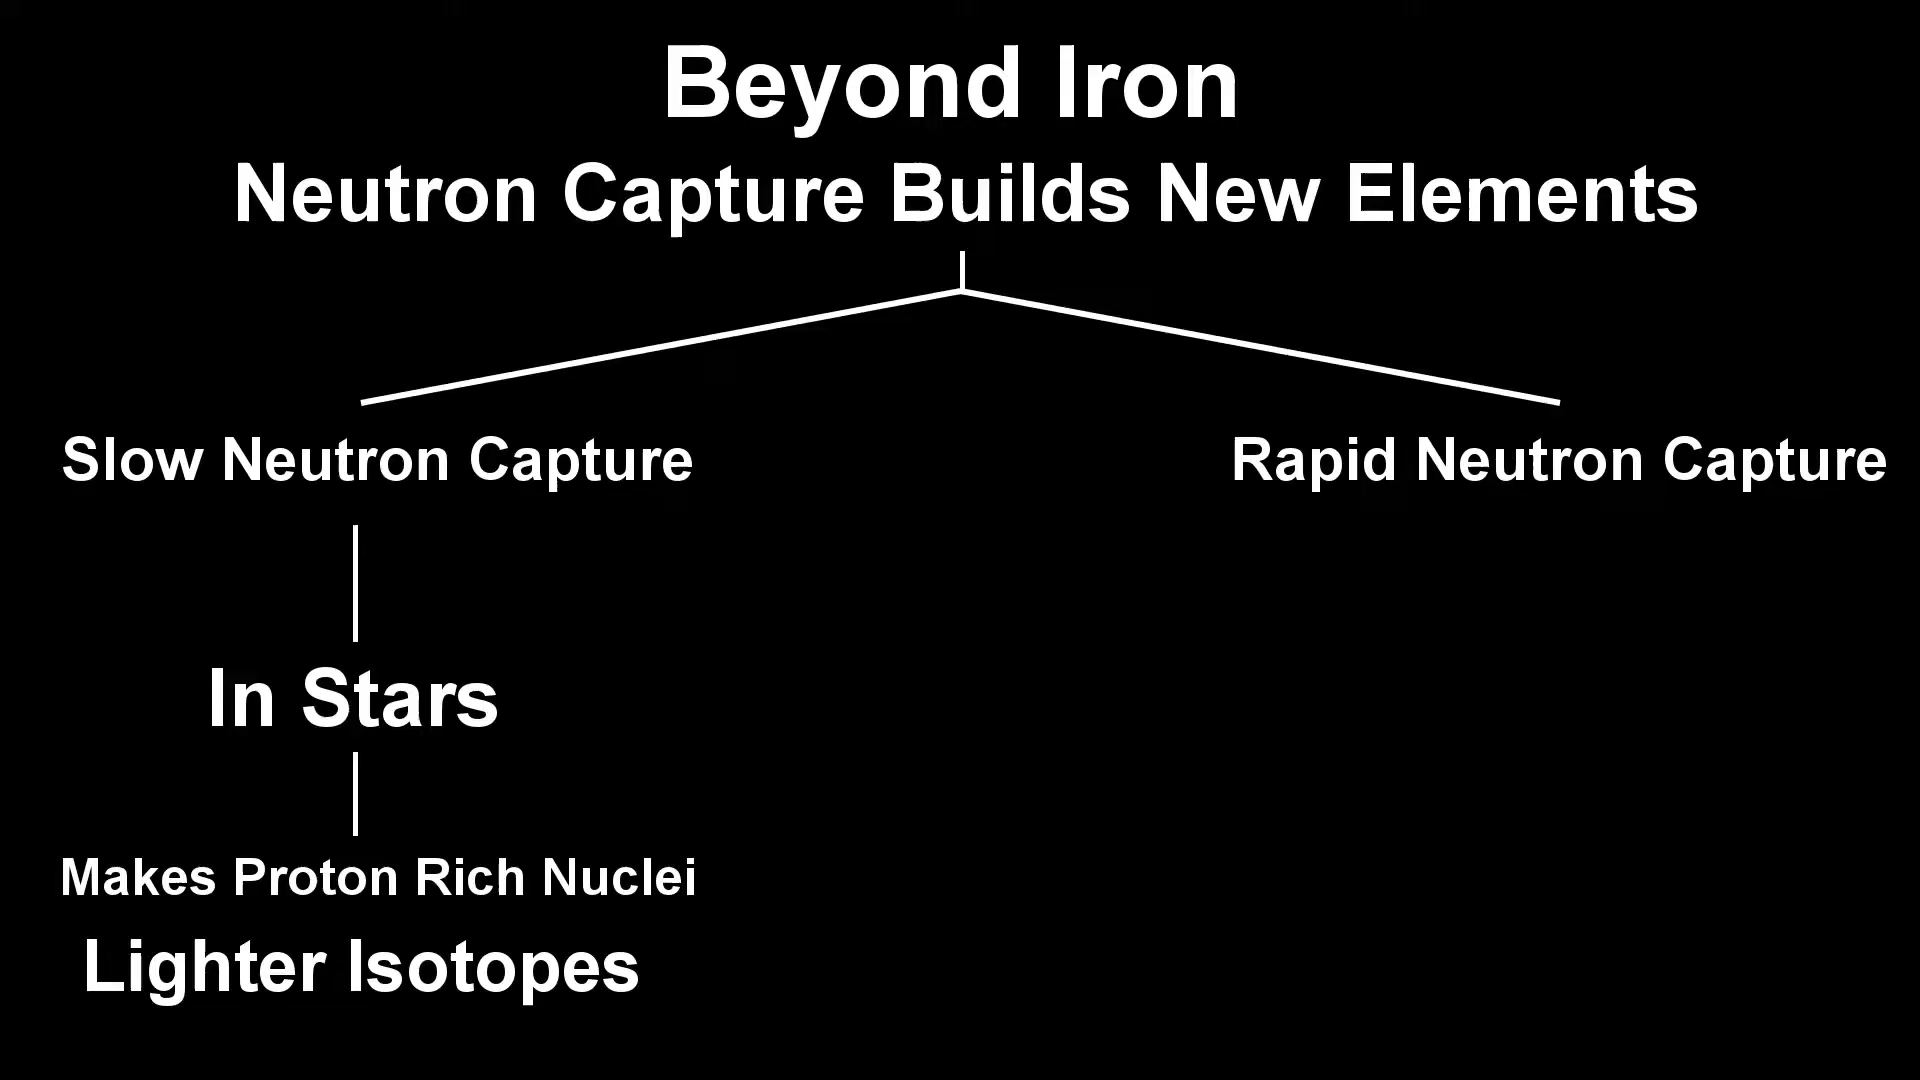 Beyond Iron
Neutron Capture Builds New Elements
Slow Neutron Capture
Rapid Neutron Capture
In Stars
Makes Proton Rich Nuclei
Lighter Isotopes